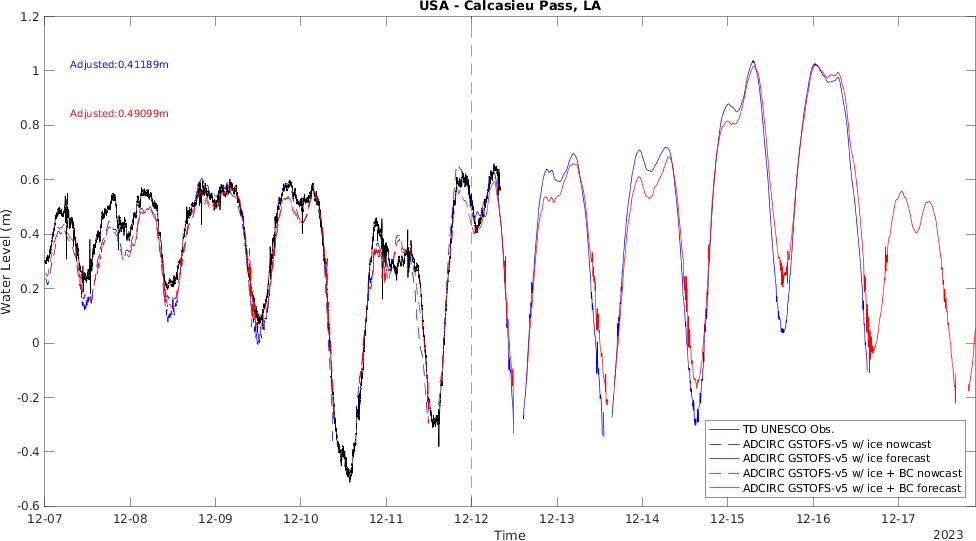 USA - Calcasieu Pass, LA
Adjusted:0.41189m
Adjusted:0.49099m
Water Level (m)
1.2
1
0.8
0.6
0.4
0.2
0
-0.2
-0.4
-0.6
TD UNESCO Obs.
ADCIRC GSTOFS-v5 w/ ice nowcast
ADCIRC GSTOFS-v5 w/ ice forecast
ADCIRC GSTOFS-v5 w/ ice + BC nowcast
ADCIRC GSTOFS-v5 w/ ice + BC forecast
12-07 12-08 12-09 12-10 12-11 12-12 12-13 12-14 12-15 12-16 12-17
Time
2023